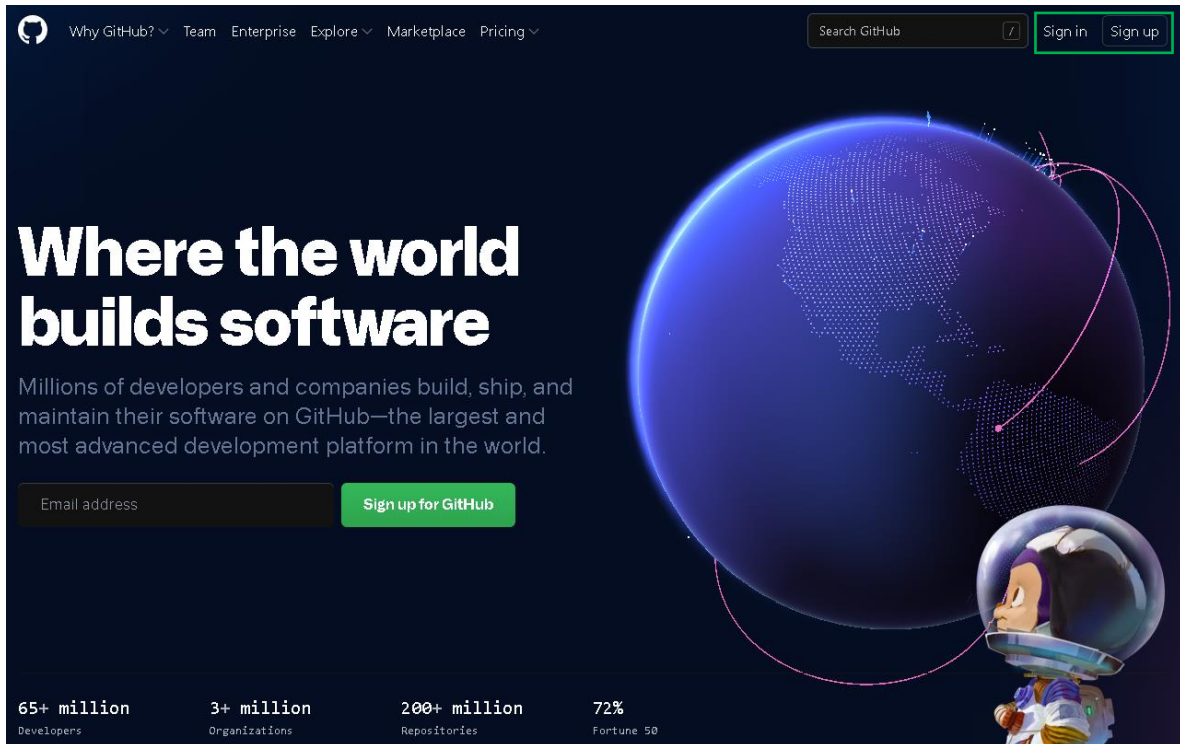 Why GitHub? Team Enterprise Explore Marketplace Pricing Search GitHub / Sign in Sign up
Where the world
builds software
Millions of developers and companies build, ship, and
maintain their software on GitHub—the largest and
most advanced development platform in the world.
Email address Sign up for GitHub
65+ million 3+ million 200+ million 72%
Developers Organizations Repositories Fortune 50